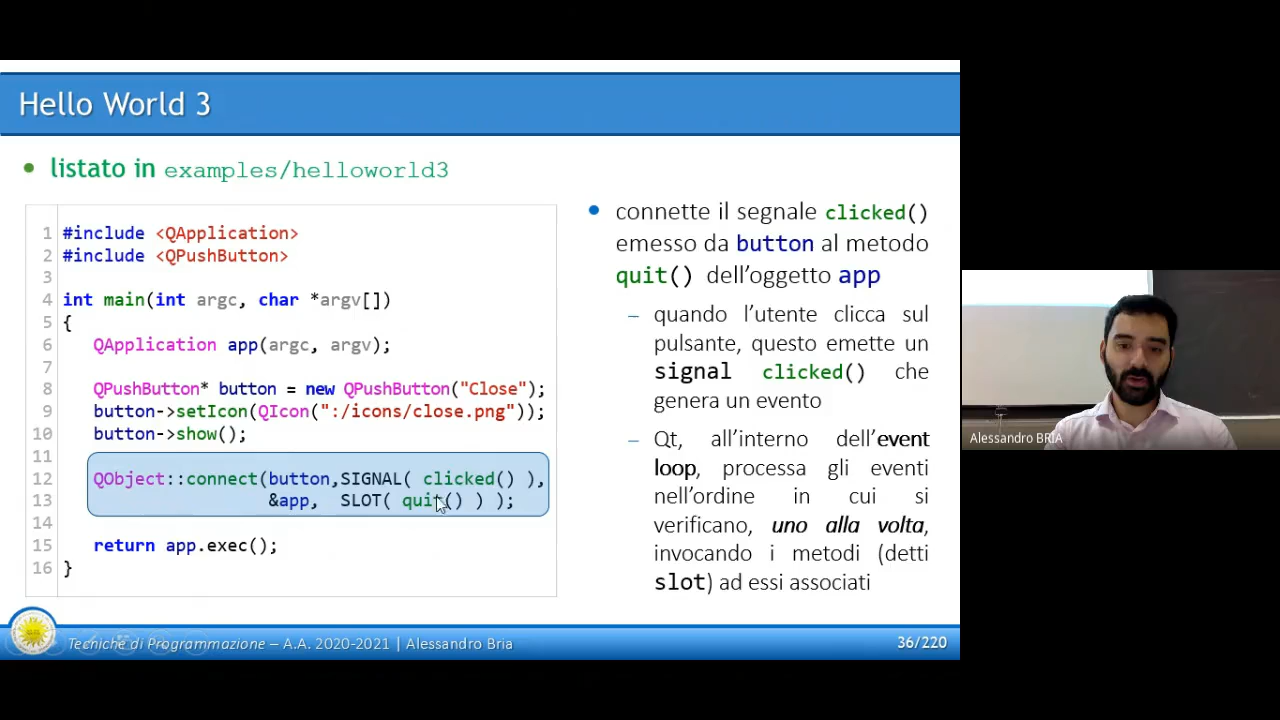 Hello World 3
• listato in examples/helloworld3
1 #include <QApplication>
2 #include <QPushButton>
3
4 int main(int argc, char *argv[])
5 {
6 QApplication app(argc, argv);
7
8 QPushButton* button = new QPushButton("Close");
9 button->setIcon(QIcon(":/icons/close.png"));
10 button->show();
11
12 QObject::connect(button,SIGNAL( clicked() ),
13 &app, SLOT( quit() ) );
14
15 return app.exec();
16 }
• connette il segnale clicked()
emesso da button al metodo
quit() dell'oggetto app
– quando l'utente clicca sul
pulsante, questo emette un
signal clicked() che
genera un evento
– Qt, all'interno dell'event
loop, processa gli eventi
nell'ordine in cui si
verificano, uno alla volta,
invocando i metodi (detti
slot) ad essi associati
Alessandro BRIA
Tecniche di Programmazione – A.A. 2020-2021 | Alessandro Bria
36/220